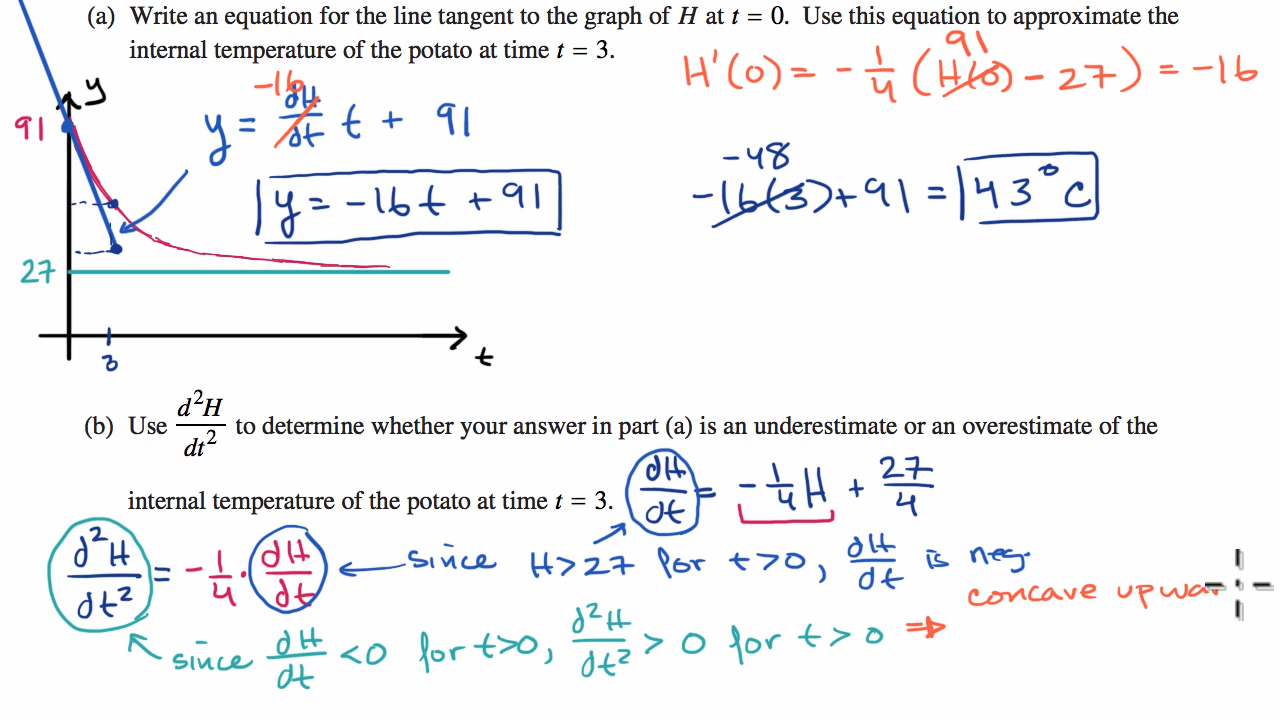 (a) Write an equation for the line tangent to the graph of H at t = 0. Use this equation to approximate the
internal temperature of the potato at time t = 3.
H'(0) = -1/4 (H(0) - 27) = -16
91
y
91
-16
y = dH/dt t + 91
y = -16t + 91
-48
-16(3) + 91 = 43°C
27
3
t
(b) Use d²H/dt² to determine whether your answer in part (a) is an underestimate or an overestimate of the
internal temperature of the potato at time t = 3.
dH/dt = -1/4 H + 27/4
d²H/dt² = -1/4 · dH/dt ← since H > 27 for t > 0, dH/dt is neg.
since dH/dt < 0 for t > 0, d²H/dt² > 0 for t > 0 ⇒
concave upwa